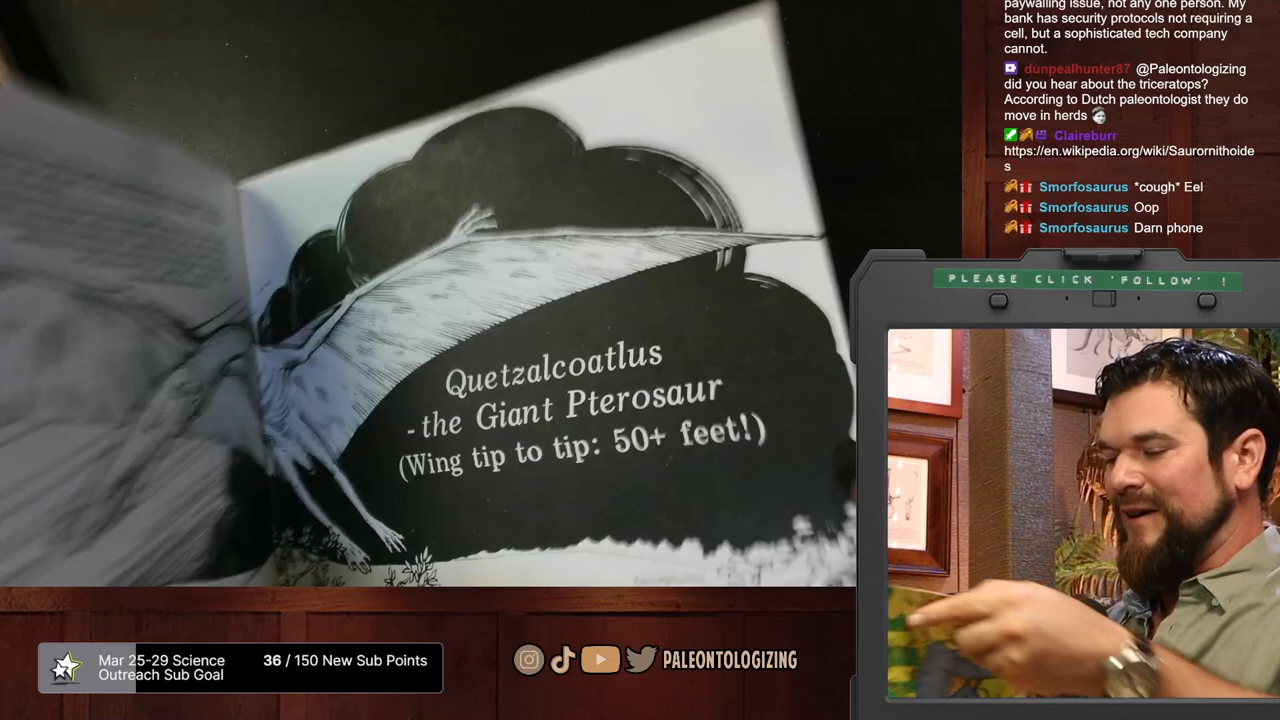 paywalling issue, not any one person. My
bank has security protocols not requiring a
cell, but a sophisticated tech company
cannot.
dunpealhunter87 @Paleontologizing
did you hear about the triceratops?
According to Dutch paleontologist they do
move in herds
Claireburr
https://en.wikipedia.org/wiki/Saurornithoide
s
Smorfosaurus *cough* Eel
Smorfosaurus Oop
Smorfosaurus Darn phone
PLEASE CLICK 'FOLLOW' !
Quetzalcoatlus
-the Giant Pterosaur
(Wing tip to tip: 50+ feet!)
Mar 25-29 Science
Outreach Sub Goal
36 / 150 New Sub Points
PALEONTOLOGIZING